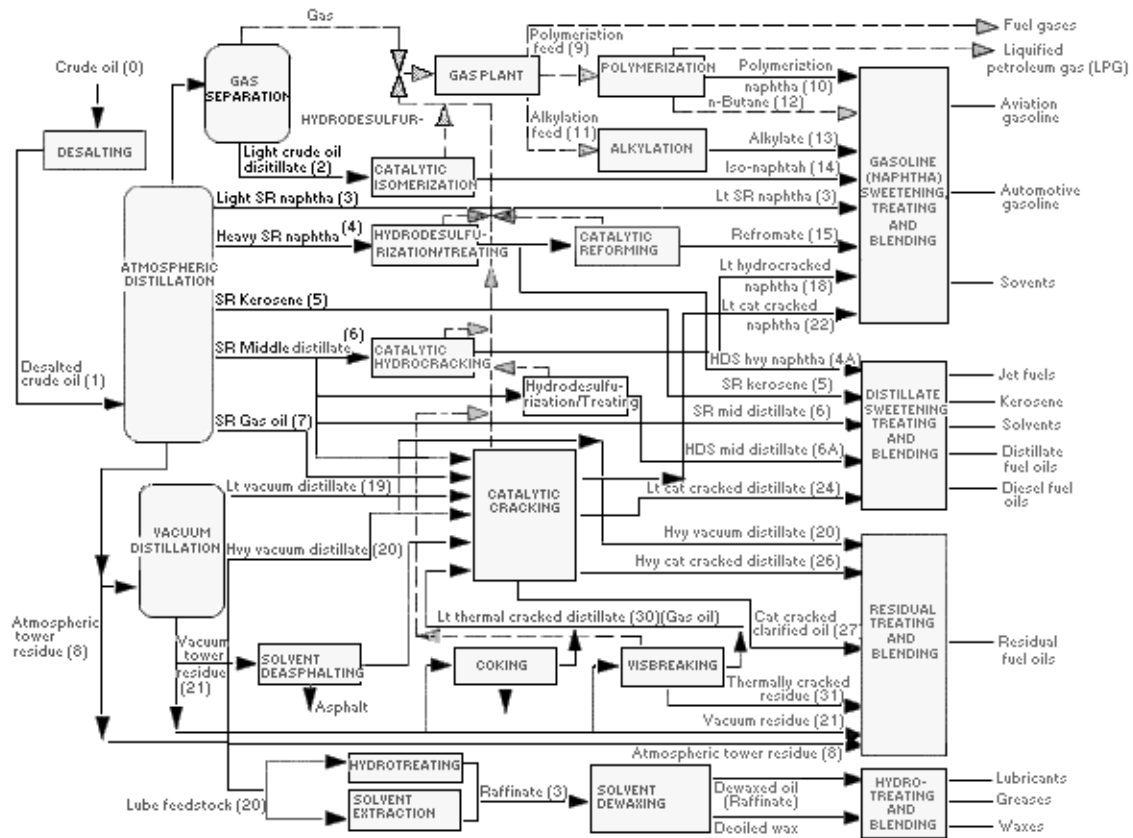 Gas
Fuel gases
Polymeriztion
feed (9)
Liquified
petroleum gas (LPG)
Crude oil (0)
GAS
SEPARATION
GAS PLANT
POLYMERIZATION
Polymeriztion
naphtha (10)
n-Butane (12)
Aviation
gasoline
HYDRODESULFUR-
Alkylation
feed (11)
DESALTING
Light crude oil
disitillate (2)
ALKYLATION
Alkylate (13)
CATALYTIC
ISOMERIZATION
Iso-naphtah (14)
GASOLINE
(NAPHTHA)
SWEETENING,
TREATING
AND
BLENDING
Light SR naphtha (3)
Lt SR naphtha (3)
Automotive
gasoline
Heavy SR naphtha (4)
HYDRODESULFU-
RIZATION/TREATING
CATALYTIC
REFORMING
Refromate (15)
ATMOSPHERIC
DISTILLATION
Lt hydrocracked
naphtha (18)
Sovents
SR Kerosene (5)
Lt cat cracked
naphtha (22)
SR Middle distillate (6)
CATALYTIC
HYDROCRACKING
HDS hvy naphtha (4A)
Desalted
crude oil (1)
Hydrodesulfu-
rization/Treating
SR kerosene (5)
DISTILLATE
SWEETENING
TREATING
AND
BLENDING
Jet fuels
Kerosene
SR Gas oil (7)
SR mid distillate (6)
Solvents
HDS mid distillate (6A)
Distillate
fuel oils
Lt vacuum distillate (19)
CATALYTIC
CRACKING
Lt cat cracked distillate (24)
Diesel fuel
oils
VACUUM
DISTILLATION
Hvy vacuum distillate (20)
Hvy vacuum distillate (20)
Hvy cat cracked distillate (26)
Atmospheric
tower
residue (8)
Lt thermal cracked distillate (30)(Gas oil)
Cat cracked
clarified oil (27)
RESIDUAL
TREATING
AND
BLENDING
Residual
fuel oils
Vacuum
tower
residue
(21)
SOLVENT
DEASPHALTING
COKING
VISBREAKING
Thermally cracked
residue (31)
Asphalt
Vacuum residue (21)
Atmospheric tower residue (8)
HYDROTREATING
Lube feedstock (20)
SOLVENT
EXTRACTION
Raffinate (3)
SOLVENT
DEWAXING
Dewaxed oil
(Raffinate)
Deoiled wax
HYDRO-
TREATING
AND BLENDING
Lubricants
Greases
Waxes